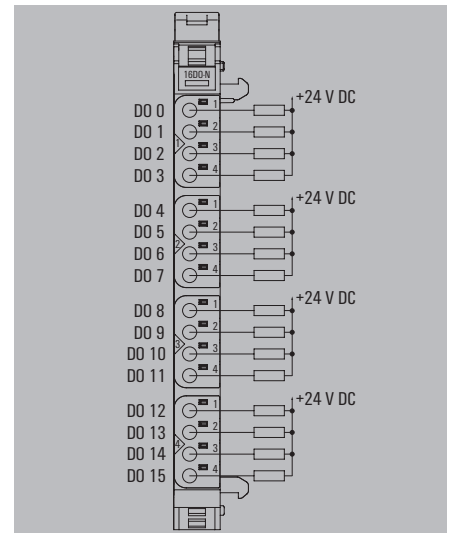 16DO-N
+24 V DC
DO 0 1
DO 1 2
1
DO 2 3
DO 3 4
+24 V DC
DO 4 1
DO 5 2
2
DO 6 3
DO 7 4
+24 V DC
DO 8 1
DO 9 2
3
DO 10 3
DO 11 4
+24 V DC
DO 12 1
DO 13 2
4
DO 14 3
DO 15 4